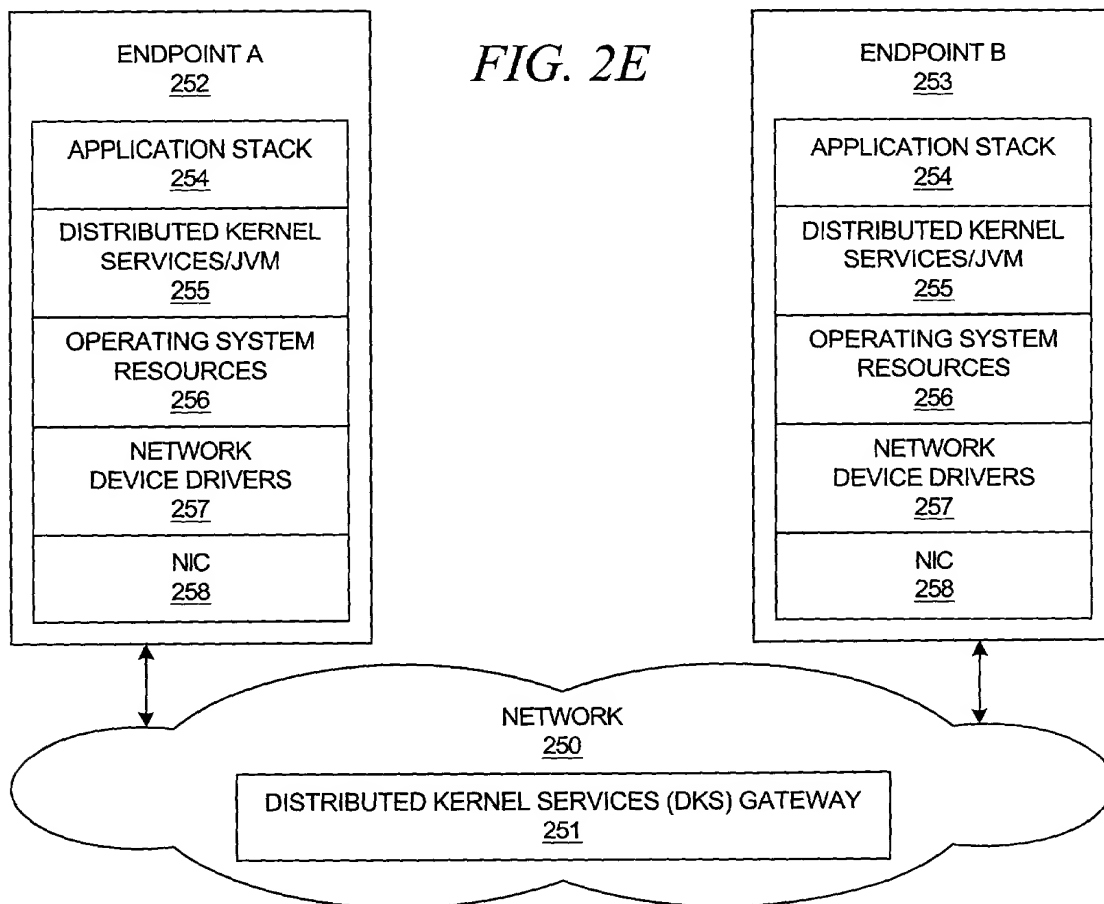 FIG. 2E
ENDPOINT A
252
APPLICATION STACK
254
DISTRIBUTED KERNEL
SERVICES/JVM
255
OPERATING SYSTEM
RESOURCES
256
NETWORK
DEVICE DRIVERS
257
NIC
258
ENDPOINT B
253
APPLICATION STACK
254
DISTRIBUTED KERNEL
SERVICES/JVM
255
OPERATING SYSTEM
RESOURCES
256
NETWORK
DEVICE DRIVERS
257
NIC
258
NETWORK
250
DISTRIBUTED KERNEL SERVICES (DKS) GATEWAY
251